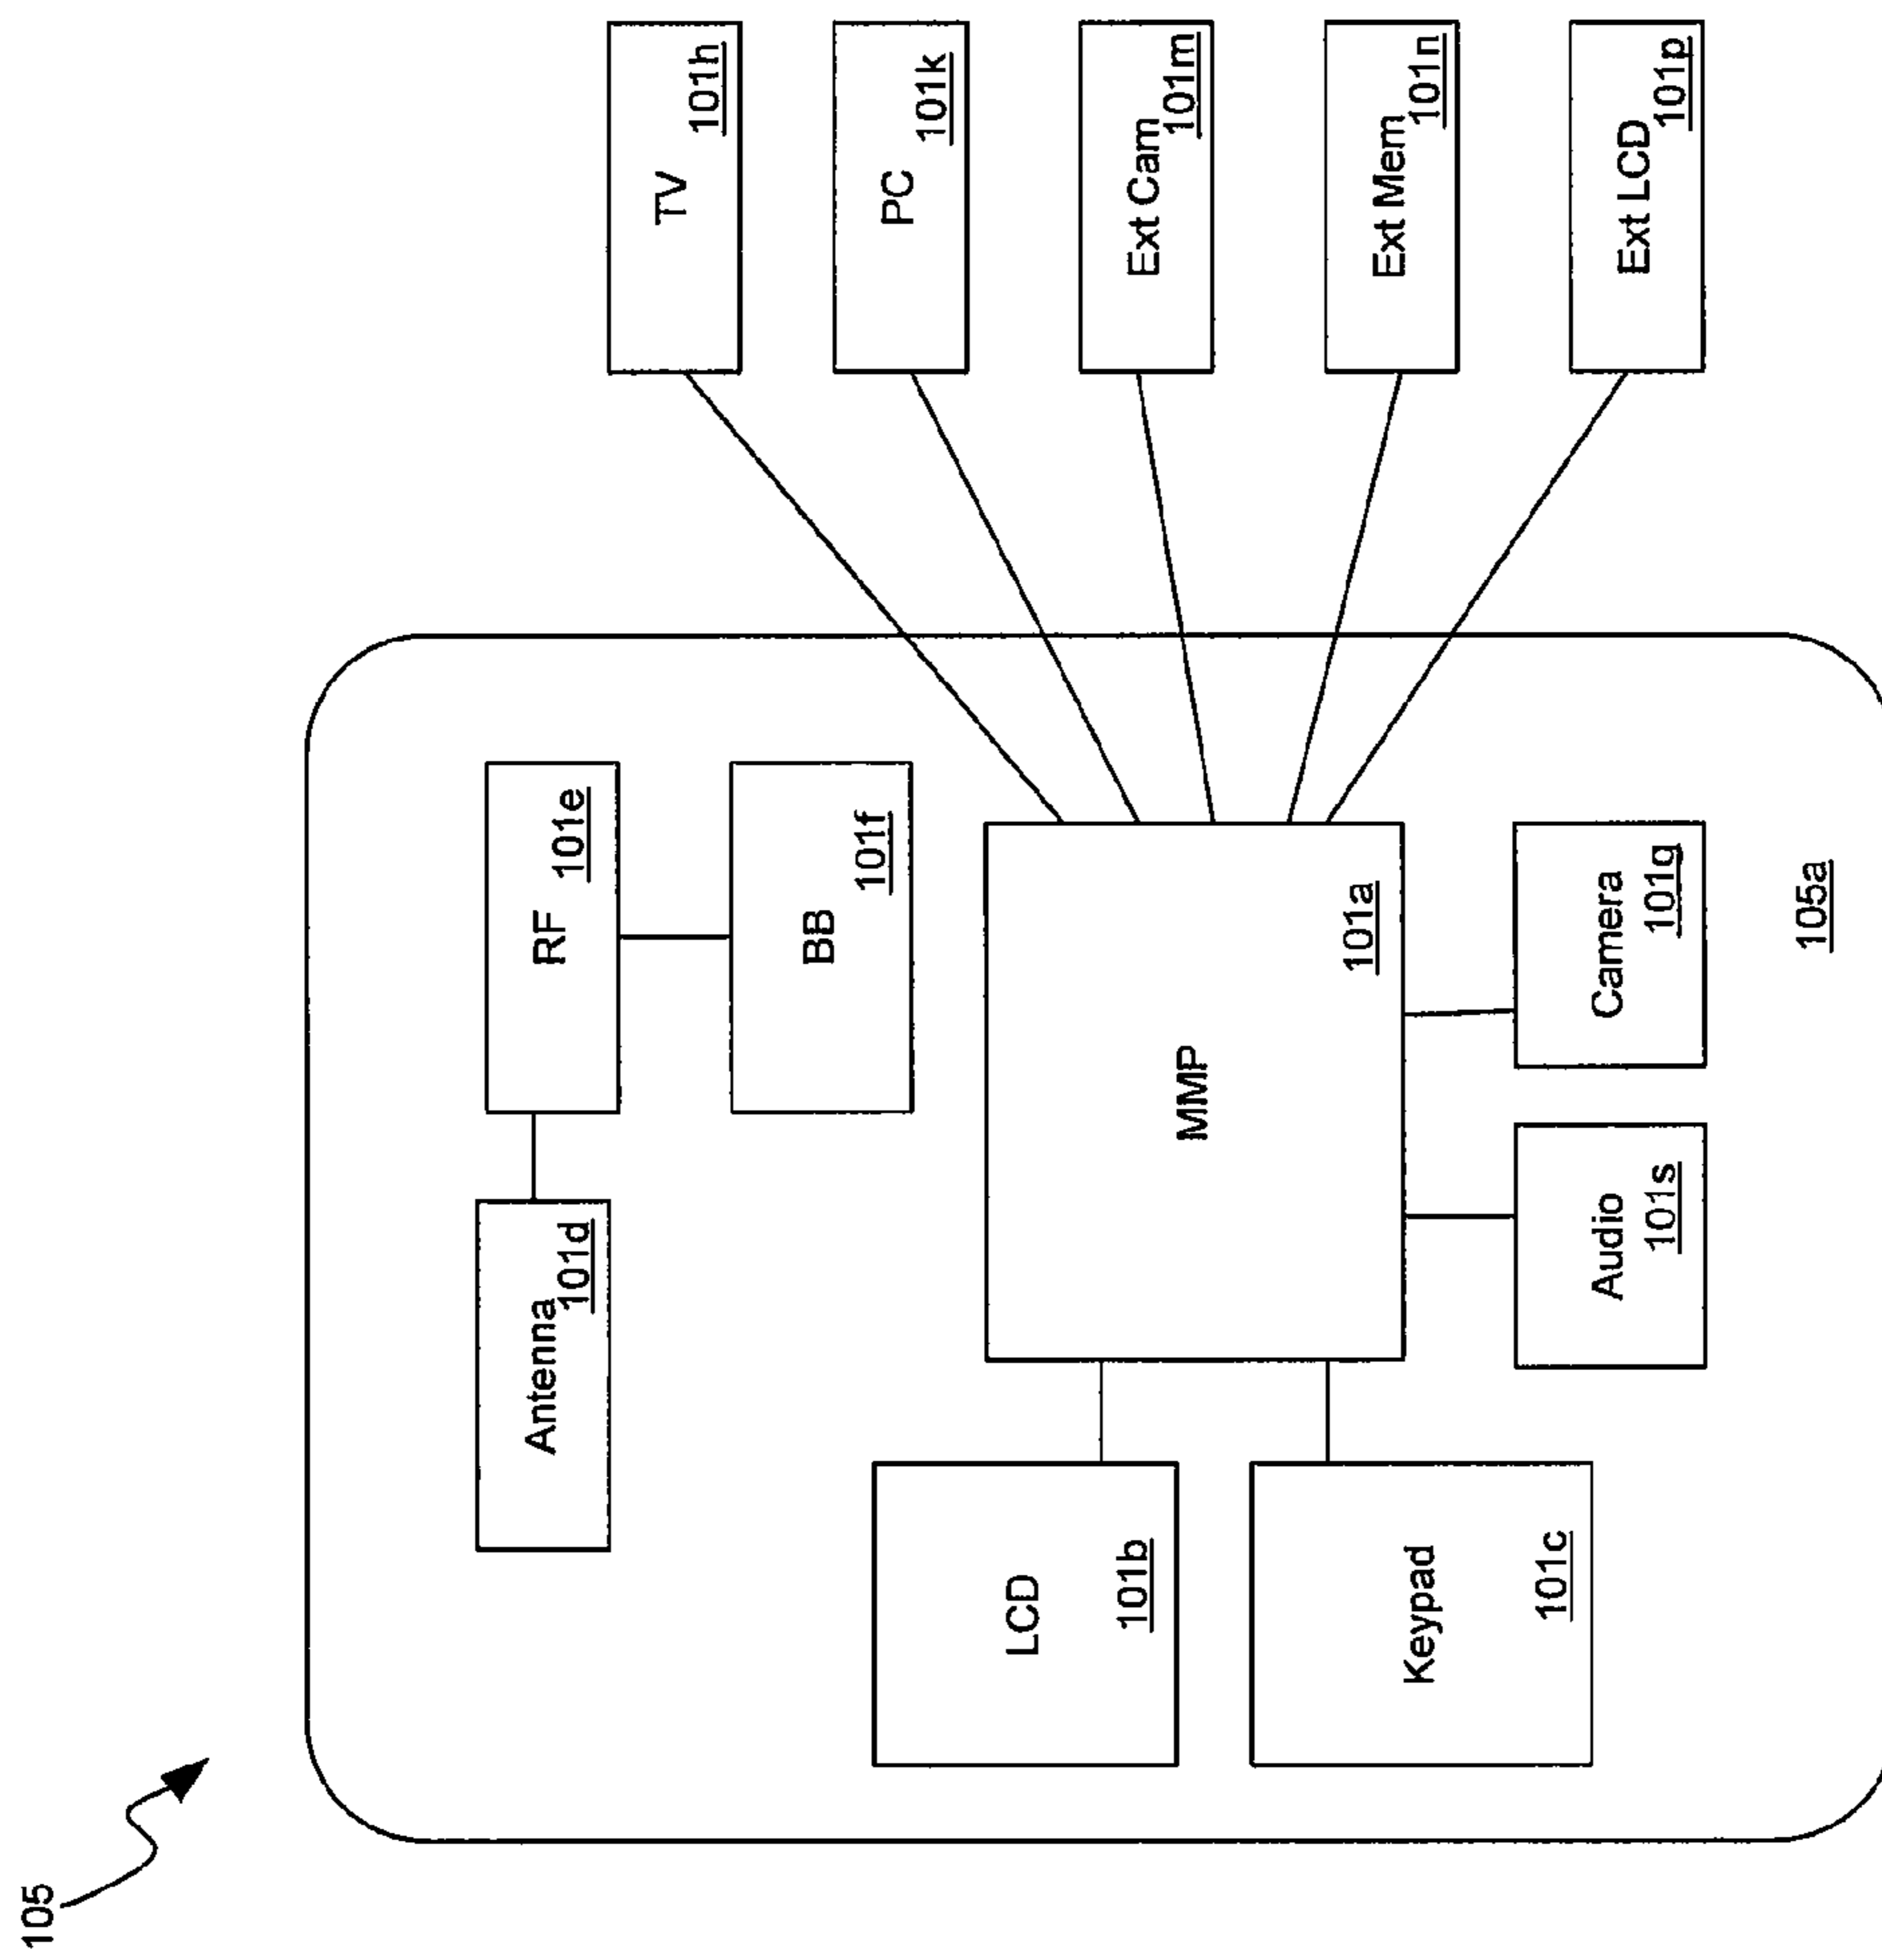 105
Antenna
101d
RF
101e
TV
101h
BB
101f
PC
101k
LCD
101b
MMP
101a
Ext Cam
101m
Ext Mem
101n
Keypad
101c
Audio
101s
Camera
101g
Ext LCD
101p
105a